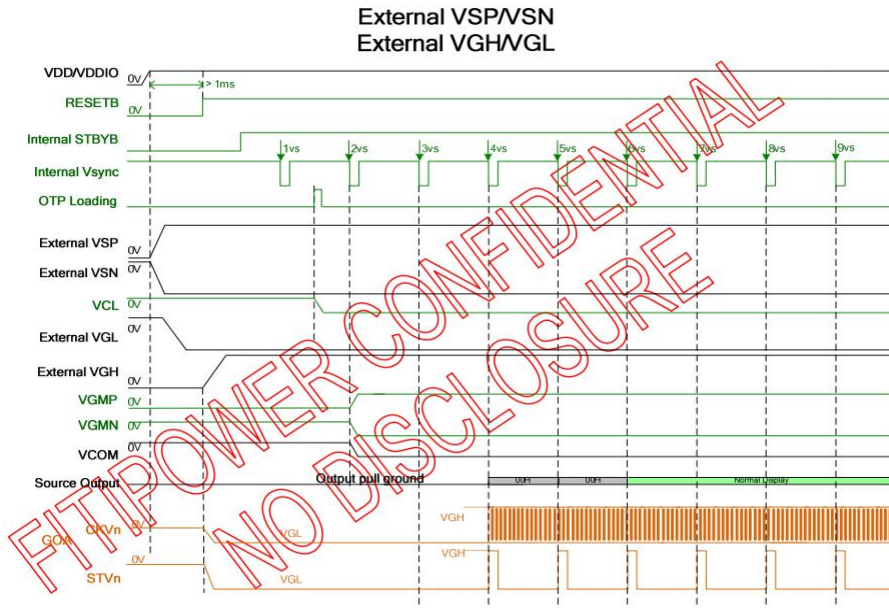 External VSP/VSN
External VGH/VGL
VDD/VDDIO 0V > 1ms
RESETB 0V
Internal STBYB
1vs 2vs 3vs 4vs 5vs 6vs 7vs 8vs 9vs
Internal Vsync
OTP Loading
External VSP 0V
External VSN 0V
VCL 0V
External VGL 0V
External VGH 0V
VGMP 0V
VGMN 0V
VCOM 0V
Source Output Output pull ground 00H 00H Normal Display
GOA CKVn 0V VGL VGH
STVn 0V VGL VGH
FITIPOWER CONFIDENTIAL
NO DISCLOSURE